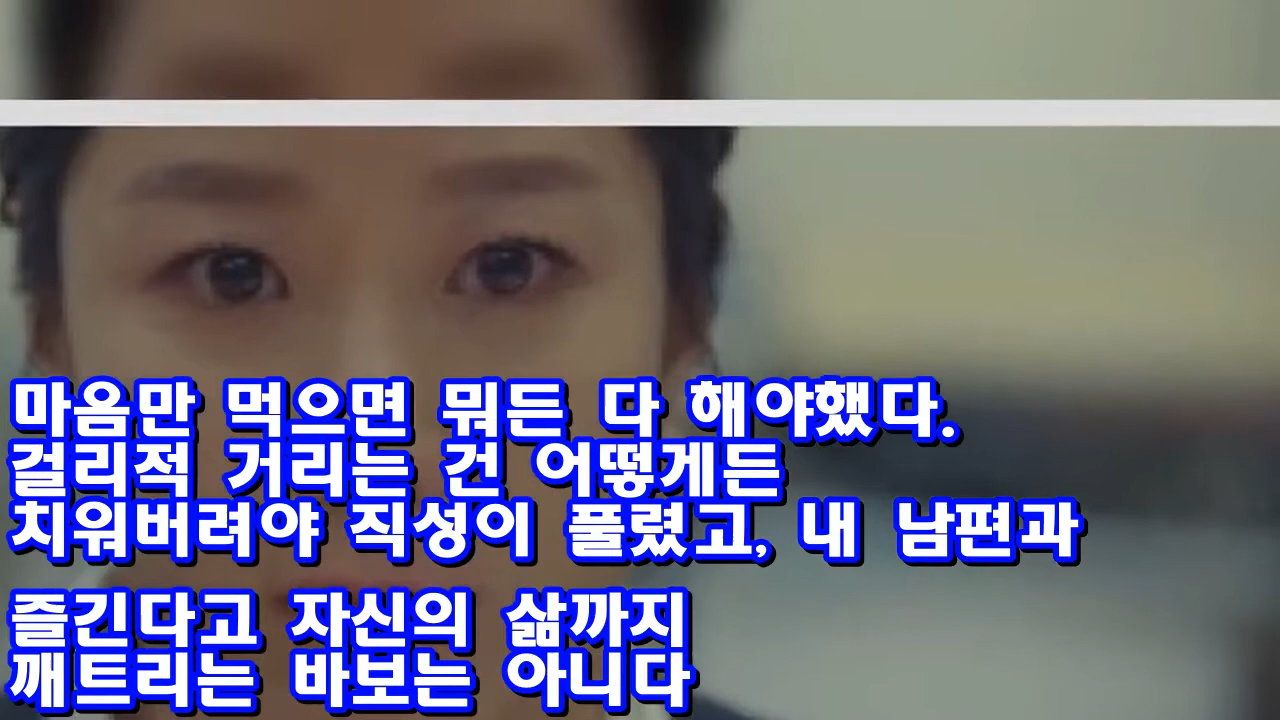 마음만 먹으면 뭐든 다 해야했다.
걸리적 거리는 건 어떻게든
치워버려야 직성이 풀렸고, 내 남편과
즐긴다고 자신의 삶까지
깨트리는 바보는 아니다